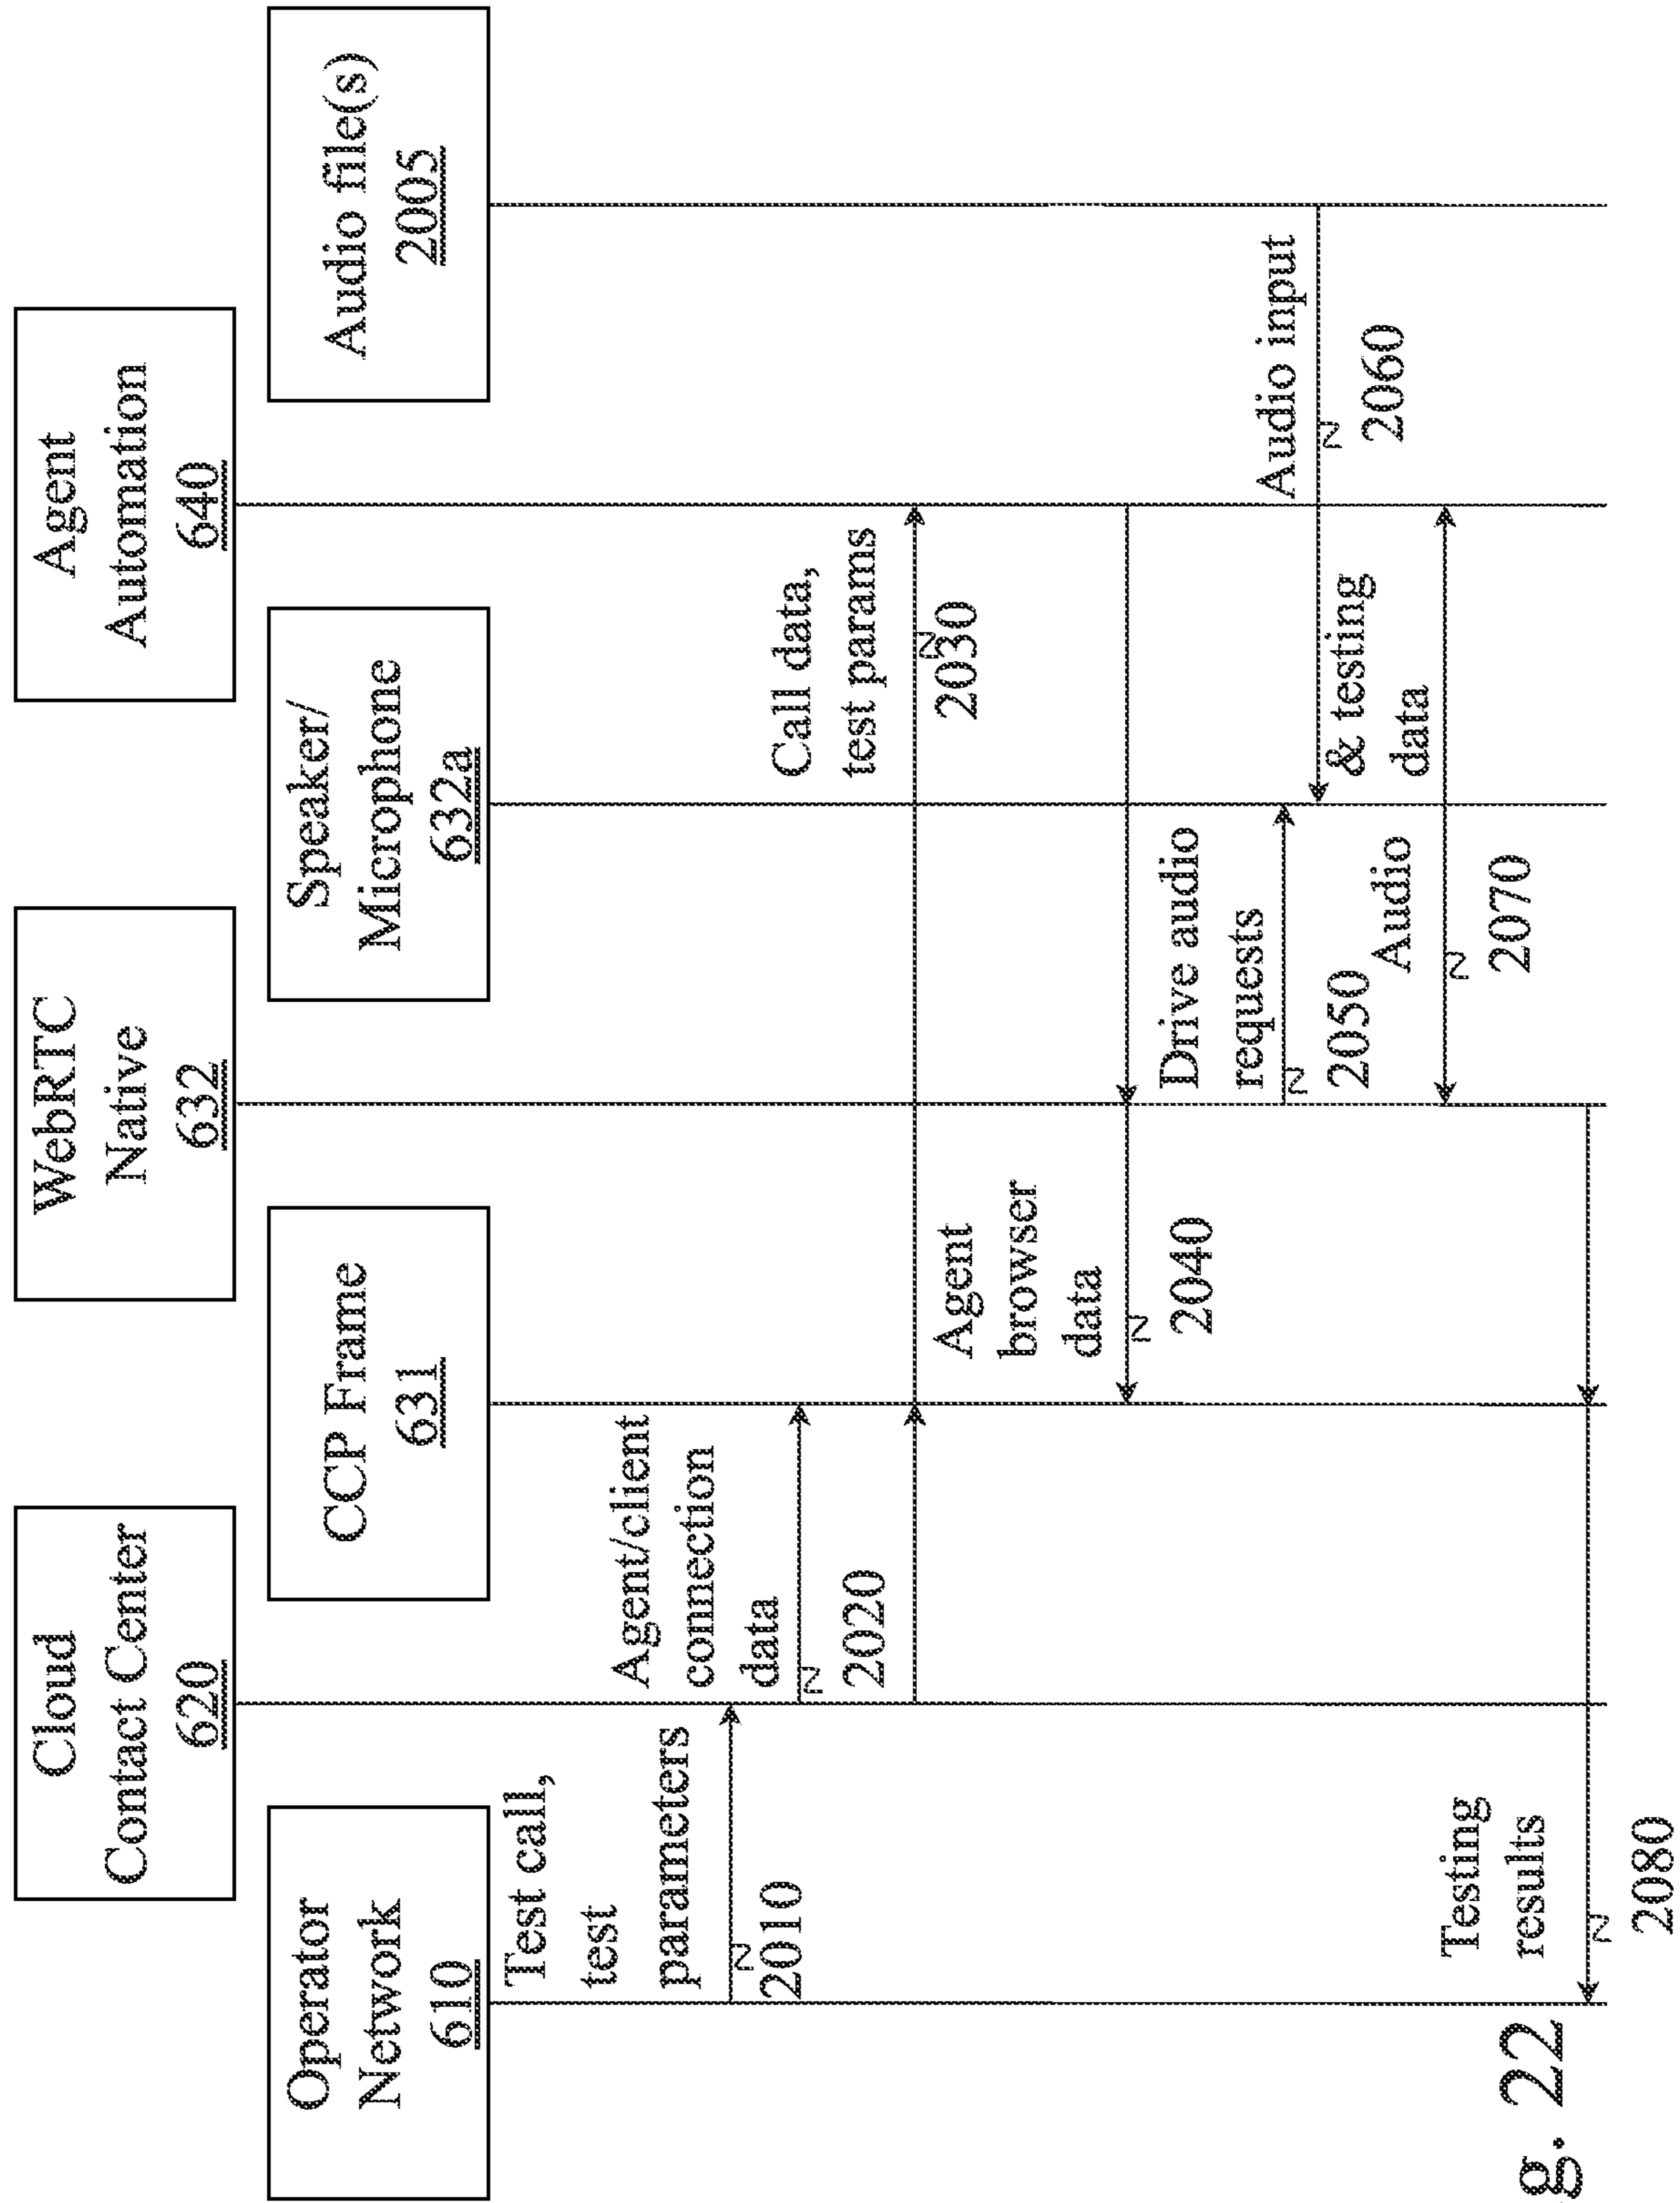 Operator
Network
610
Cloud
Contact Center
620
CCP Frame
631
WebRTC
Native
632
Speaker/
Microphone
632a
Agent
Automation
640
Audio file(s)
2005
Test call,
test
parameters
2010
Agent/client
connection
data
2020
Call data,
test params
2030
Agent
browser
data
2040
Drive audio
requests
2050
Audio input
2060
Audio
& testing
data
2070
Testing
results
2080
g. 22